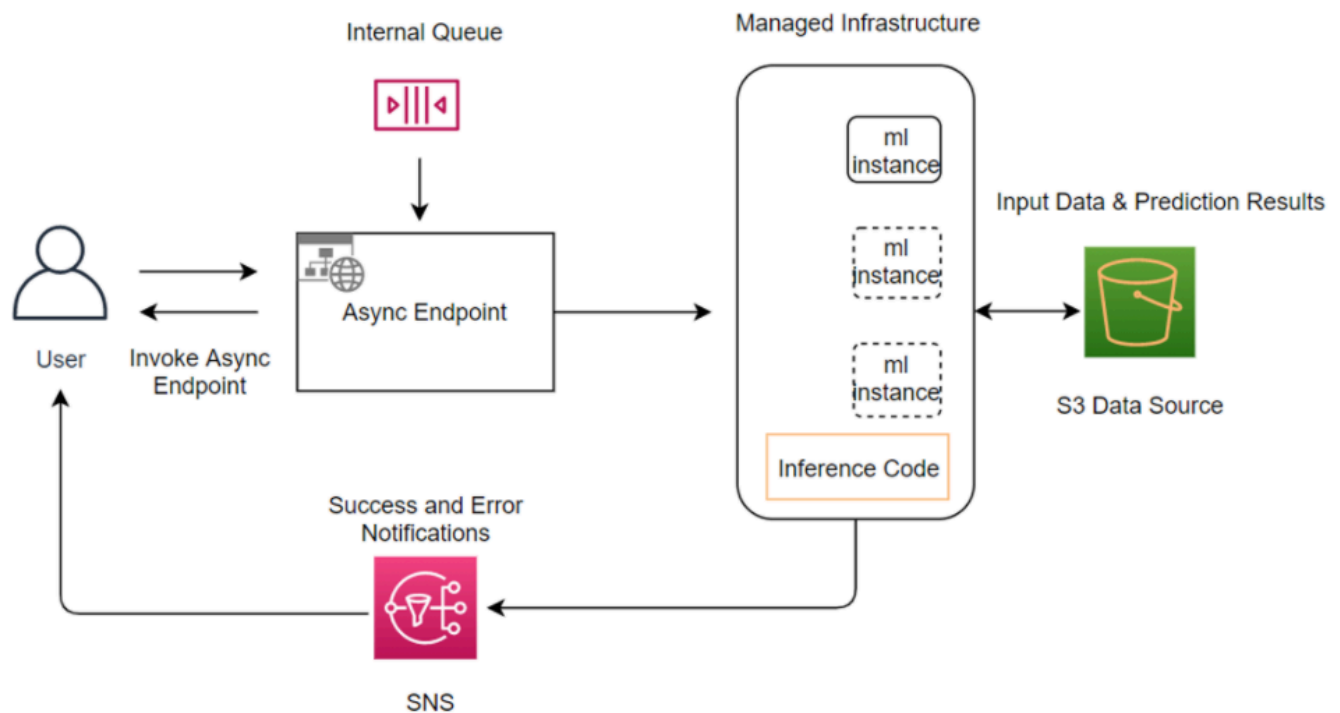 Internal Queue
Managed Infrastructure
ml
instance
Input Data & Prediction Results
ml
instance
Async Endpoint
User
Invoke Async
Endpoint
ml
instance
S3 Data Source
Inference Code
Success and Error
Notifications
SNS